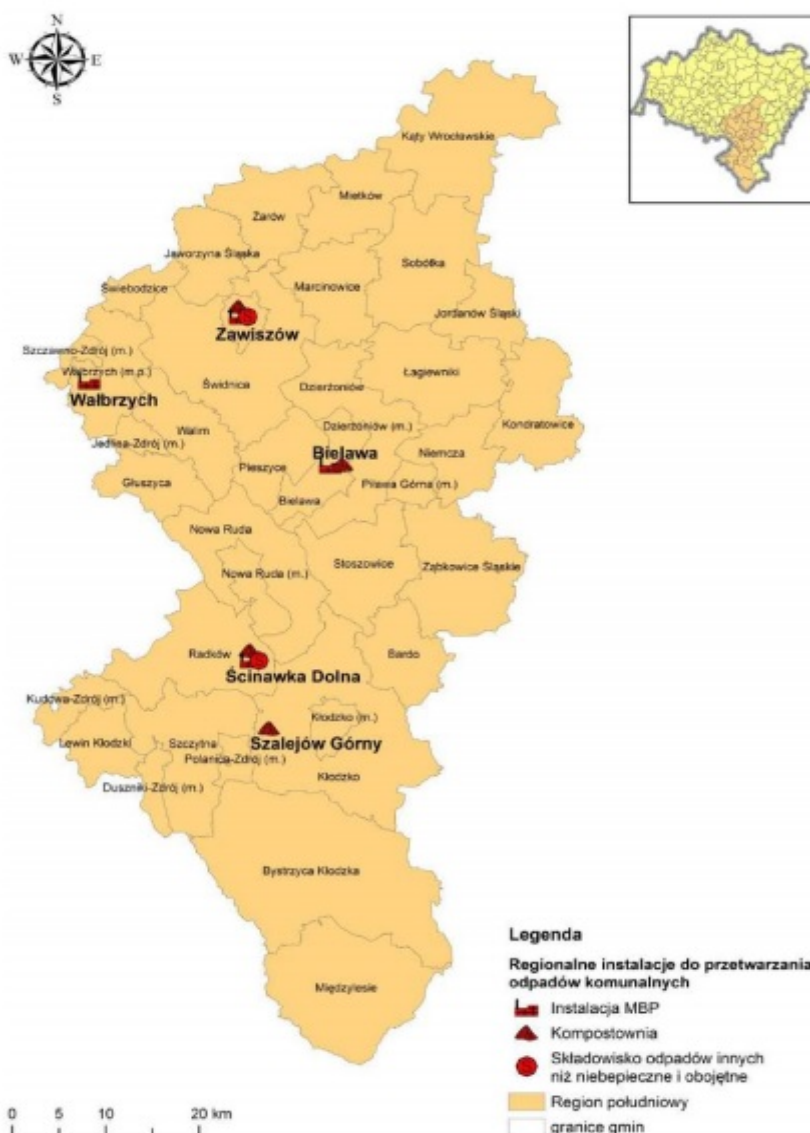 N
W E
S
Kąty Wrocławskie
Mietków
Żarów
Jaworzyna Śląska
Sobótka
Marcinowice
Świebodzice
Jordanów Śląski
Zawiszów
Szczawno-Zdrój (m.)
Wałbrzych (m.p.)
Łagiewniki
Świdnica
Dzierżoniów
Wałbrzych
Kondratowice
Dzierżoniów (m.)
Walim
Jedlina-Zdrój (m.)
Bielawa
Niemcza
Pieszyce
Głuszyca
Piława Górna (m.)
Bielawa
Nowa Ruda
Stoszowice
Ząbkowice Śląskie
Nowa Ruda (m.)
Radków
Bardo
Ścinawka Dolna
Kudowa-Zdrój (m.)
Kłodzko (m.)
Lewin Kłodzki
Szczytna
Szalejów Górny
Polanica-Zdrój (m.)
Kłodzko
Duszniki-Zdrój (m.)
Bystrzyca Kłodzka
Międzylesie
Legenda
Regionalne instalacje do przetwarzania
odpadów komunalnych
Instalacja MBP
Kompostownia
Składowisko odpadów innych
niż niebepieczne i obojętne
Region południowy
granice gmin
0 5 10 20 km